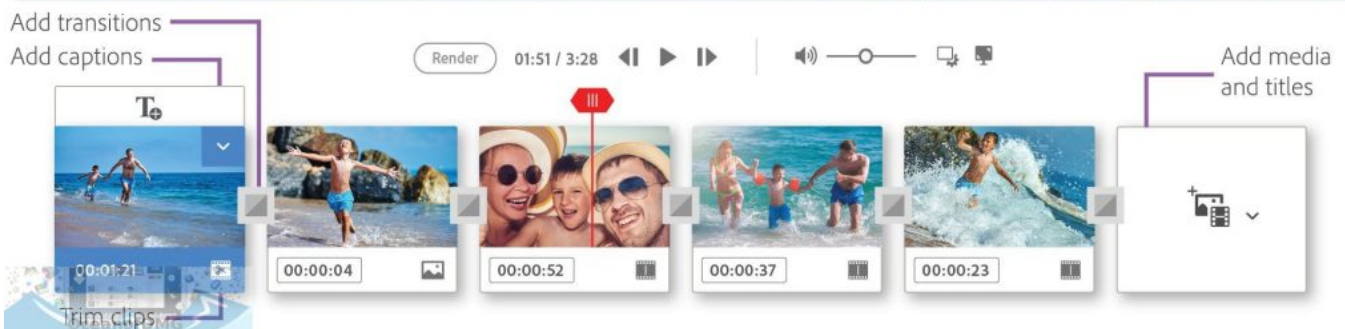 Add transitions
Add captions
Render 01:51 / 3:28
Add media
and titles
T
00:01:21
00:00:04
00:00:52
00:00:37
00:00:23
Trim clips